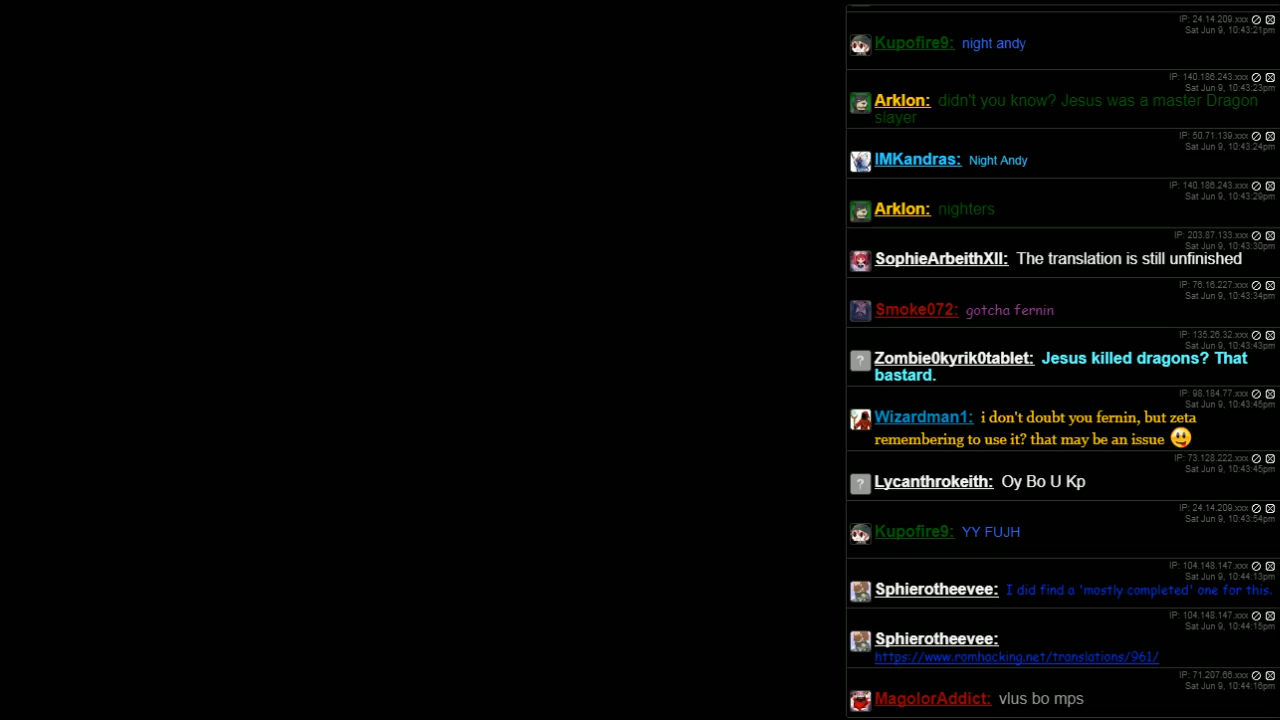 IP: 24.14.209.xxx
Sat Jun 9, 10:43:21pm
Kupofire9: night andy
IP: 140.186.243.xxx
Sat Jun 9, 10:43:23pm
Arklon: didn't you know? Jesus was a master Dragon
slayer
IP: 50.71.139.xxx
Sat Jun 9, 10:43:24pm
IMKandras: Night Andy
IP: 140.186.243.xxx
Sat Jun 9, 10:43:29pm
Arklon: nighters
IP: 203.87.133.xxx
Sat Jun 9, 10:43:30pm
SophieArbeithXII: The translation is still unfinished
IP: 76.16.227.xxx
Sat Jun 9, 10:43:34pm
Smoke072: gotcha fernin
IP: 135.26.32.xxx
Sat Jun 9, 10:43:43pm
Zombie0kyrik0tablet: Jesus killed dragons? That
bastard.
IP: 98.184.77.xxx
Sat Jun 9, 10:43:45pm
Wizardman1: i don't doubt you fernin, but zeta
remembering to use it? that may be an issue
IP: 73.128.222.xxx
Sat Jun 9, 10:43:45pm
Lycanthrokeith: Oy Bo U Kp
IP: 24.14.209.xxx
Sat Jun 9, 10:43:54pm
Kupofire9: YY FUJH
IP: 104.148.147.xxx
Sat Jun 9, 10:44:13pm
Sphierotheevee: I did find a 'mostly completed' one for this.
IP: 104.148.147.xxx
Sat Jun 9, 10:44:15pm
Sphierotheevee:
https://www.romhacking.net/translations/961/
IP: 71.207.66.xxx
Sat Jun 9, 10:44:16pm
MagolorAddict: vlus bo mps